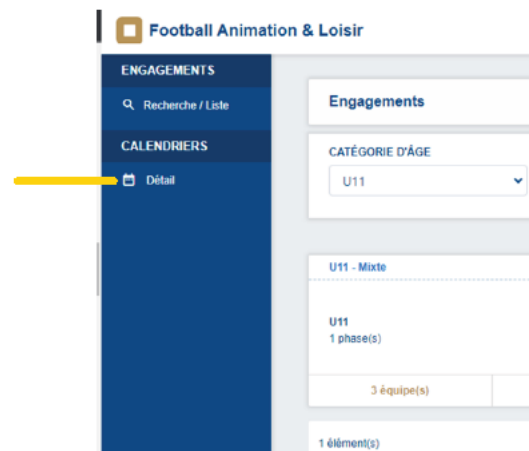 Football Animation & Loisir
ENGAGEMENTS
Recherche / Liste
CALENDRIERS
Détail
Engagements
CATÉGORIE D'ÂGE
U11
U11 - Mixte
U11
1 phase(s)
3 équipe(s)
1 élément(s)